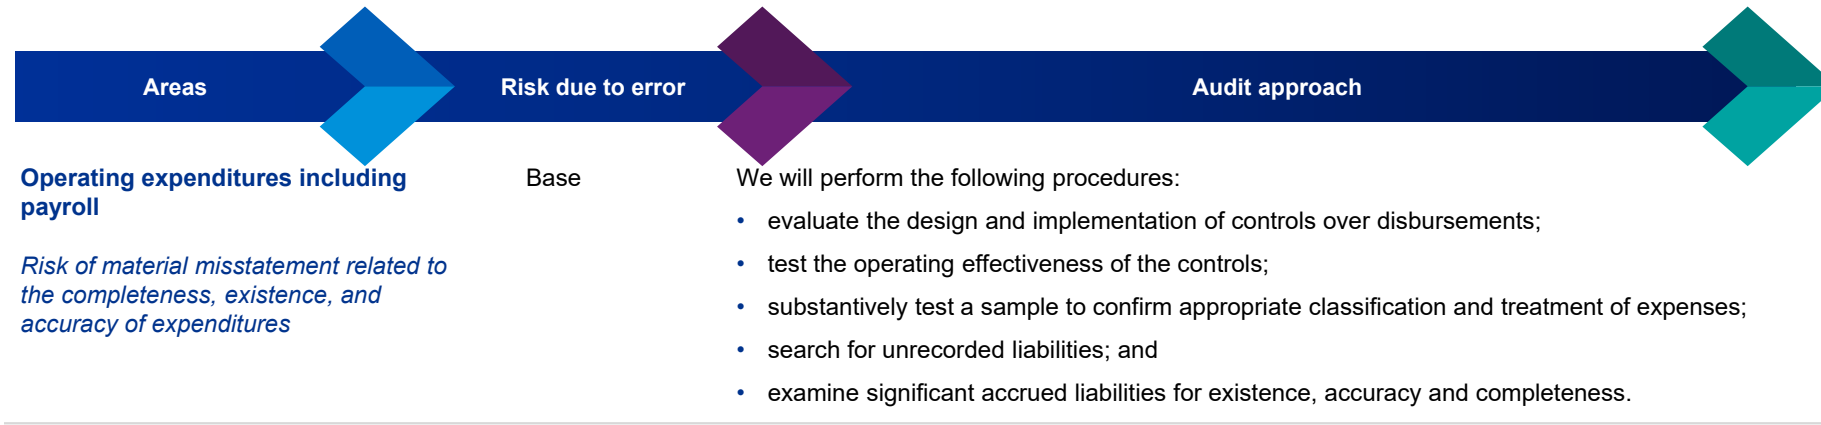 Areas
Risk due to error
Audit approach
Operating expenditures including
payroll
Risk of material misstatement related to
the completeness, existence, and
accuracy of expenditures
Base
We will perform the following procedures:
• evaluate the design and implementation of controls over disbursements;
• test the operating effectiveness of the controls;
• substantively test a sample to confirm appropriate classification and treatment of expenses;
• search for unrecorded liabilities; and
• examine significant accrued liabilities for existence, accuracy and completeness.